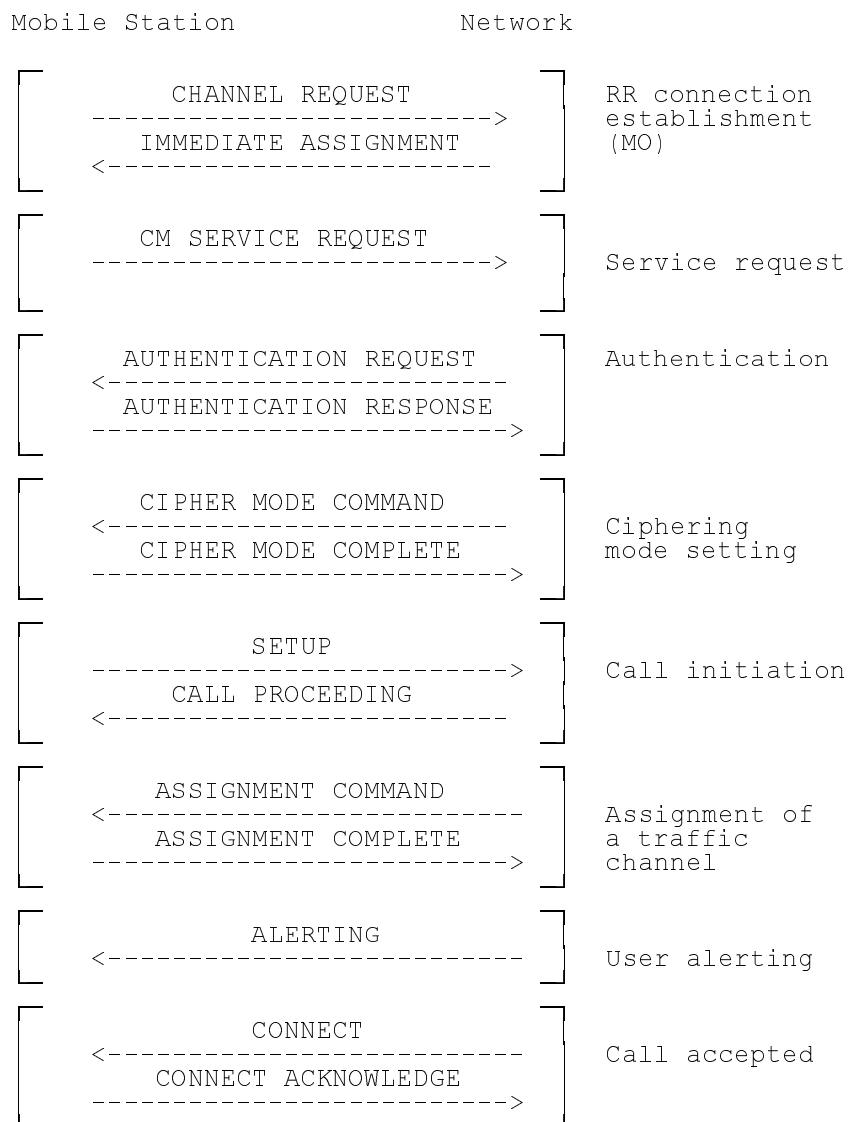 Mobile Station Network
CHANNEL REQUEST RR connection
-------------------------> establishment
IMMEDIATE ASSIGNMENT (MO)
<------------------------
CM SERVICE REQUEST
-------------------------> Service request
AUTHENTICATION REQUEST Authentication
<-------------------------
AUTHENTICATION RESPONSE
-------------------------->
CIPHER MODE COMMAND
<------------------------- Ciphering
CIPHER MODE COMPLETE mode setting
-------------------------->
SETUP
--------------------------> Call initiation
CALL PROCEEDING
<-------------------------
ASSIGNMENT COMMAND
<-------------------------- Assignment of
ASSIGNMENT COMPLETE a traffic
--------------------------> channel
ALERTING
<-------------------------- User alerting
CONNECT
<-------------------------- Call accepted
CONNECT ACKNOWLEDGE
-------------------------->